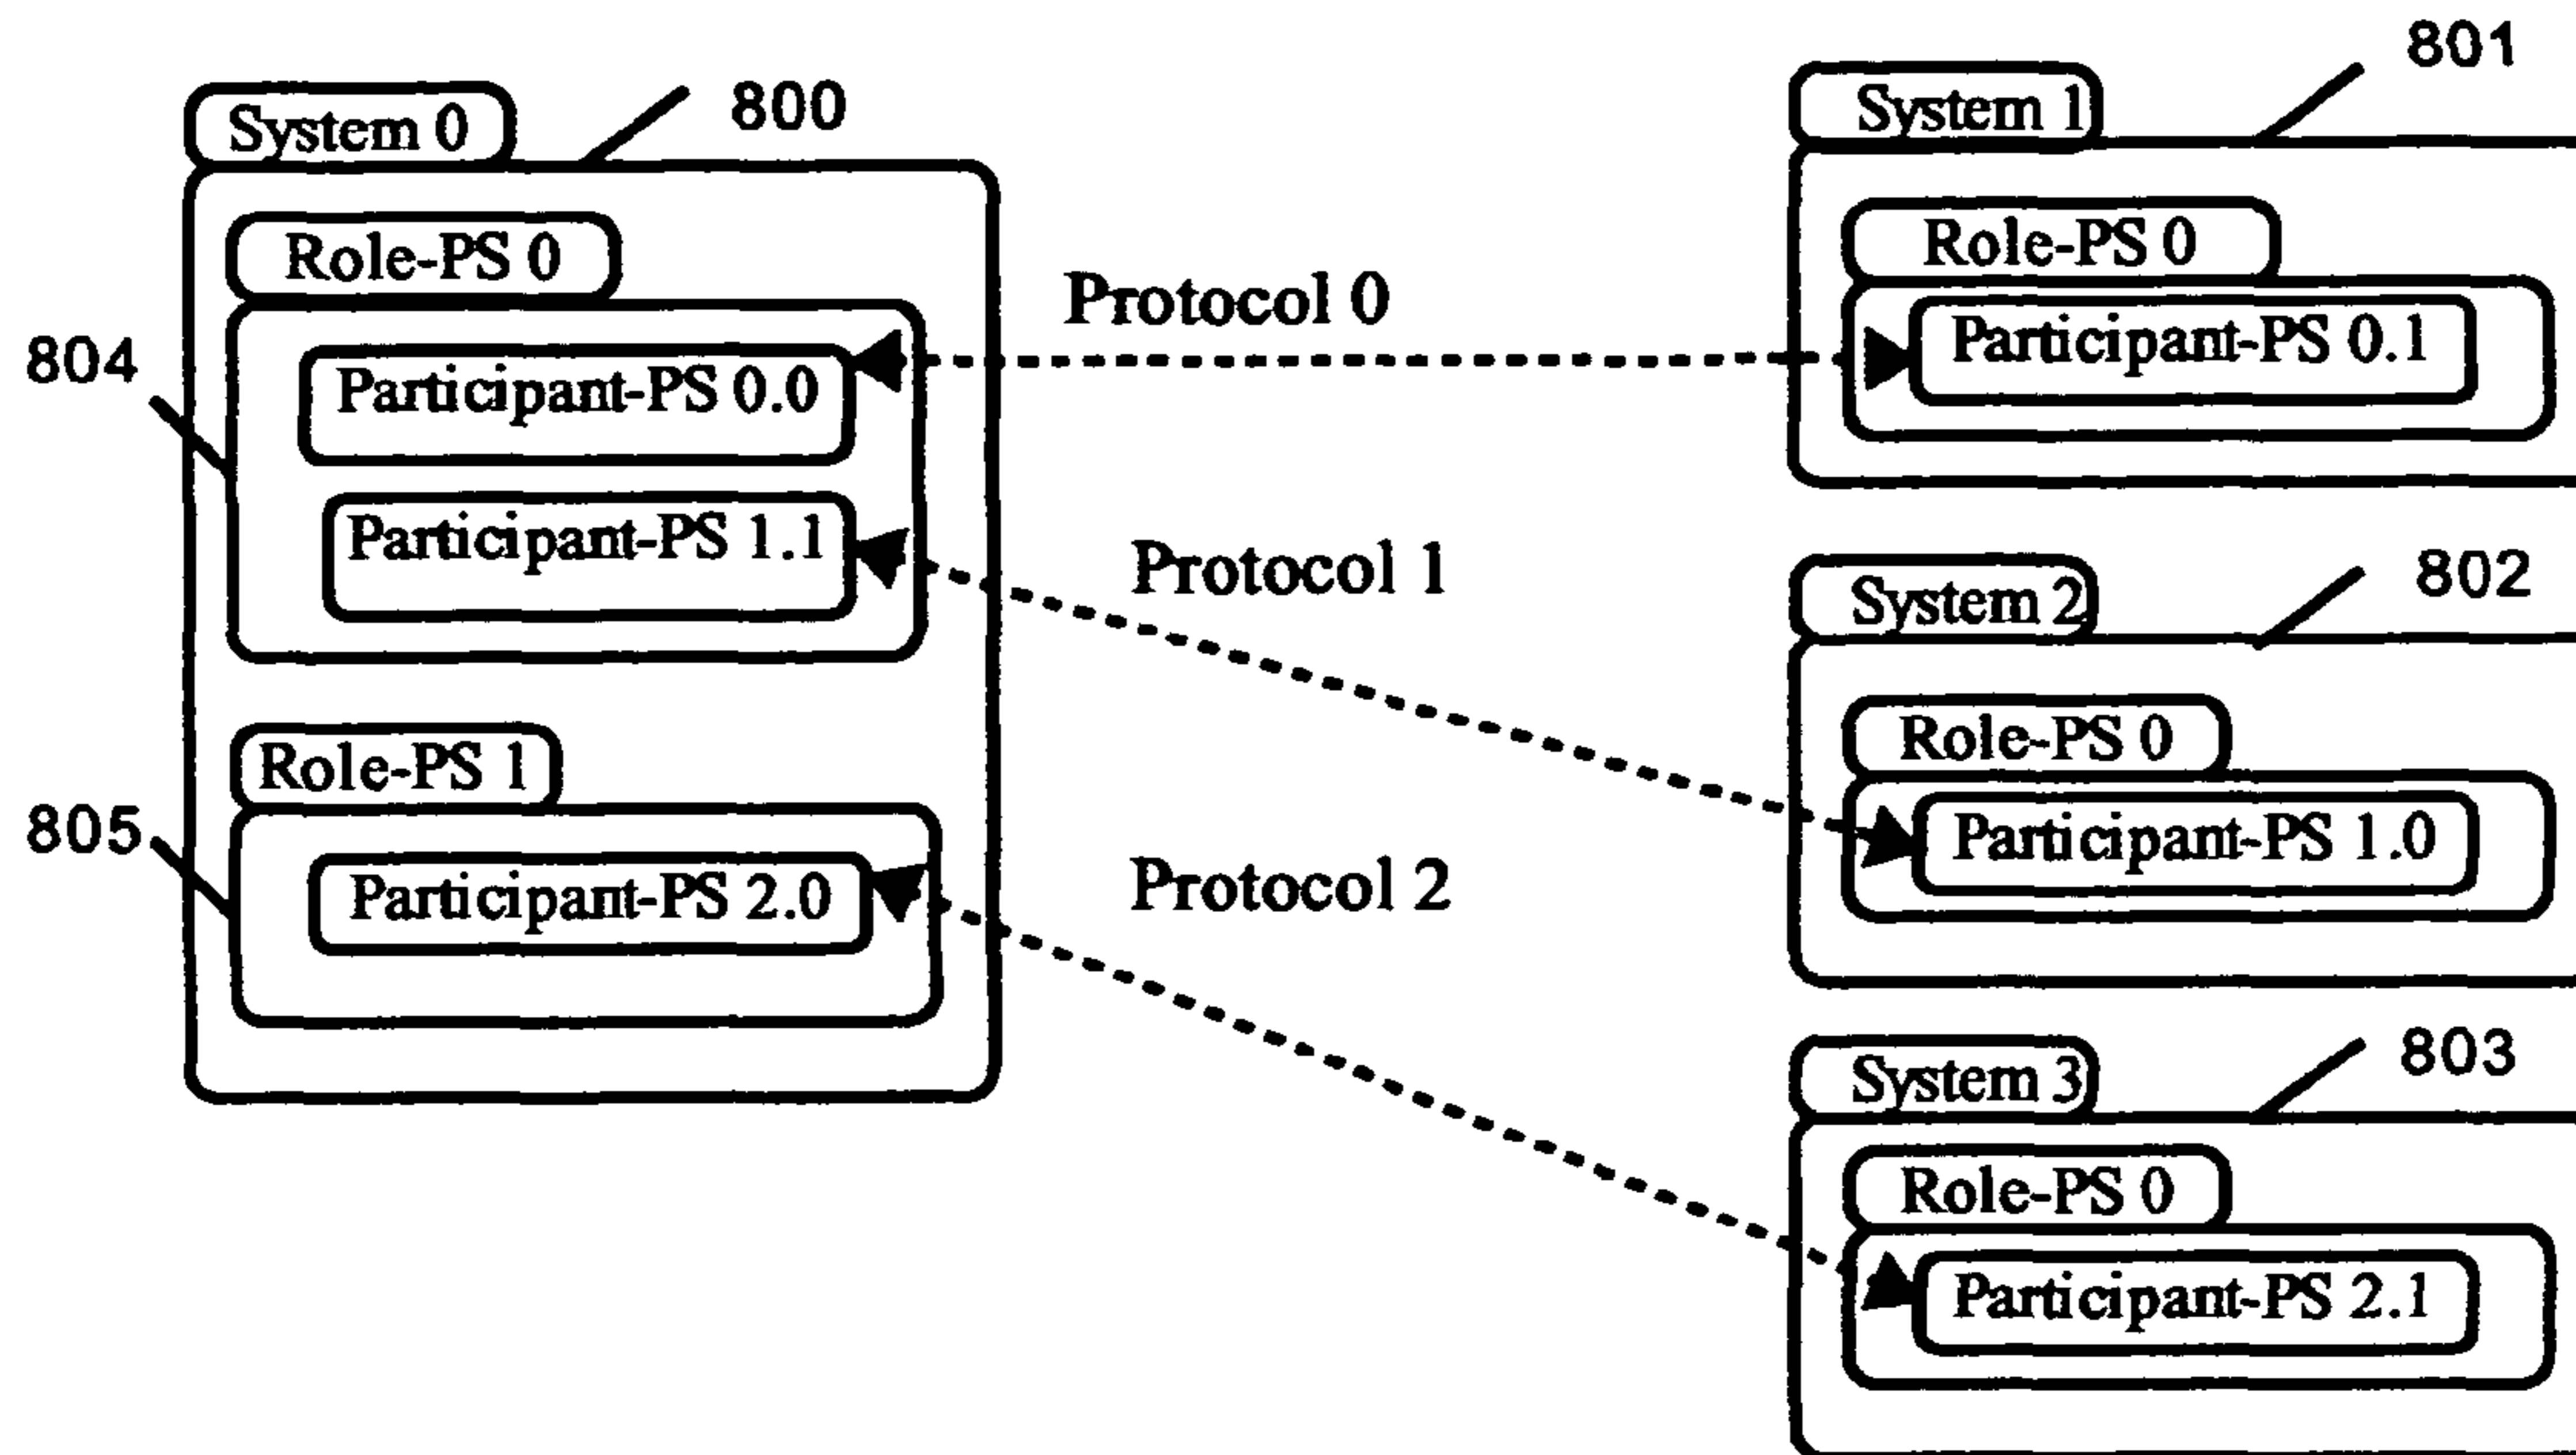 System 0
800
Role-PS 0
804
Participant-PS 0.0
Participant-PS 1.1
Role-PS 1
805
Participant-PS 2.0
Protocol 0
Protocol 1
Protocol 2
System 1
801
Role-PS 0
Participant-PS 0.1
System 2
802
Role-PS 0
Participant-PS 1.0
System 3
803
Role-PS 0
Participant-PS 2.1